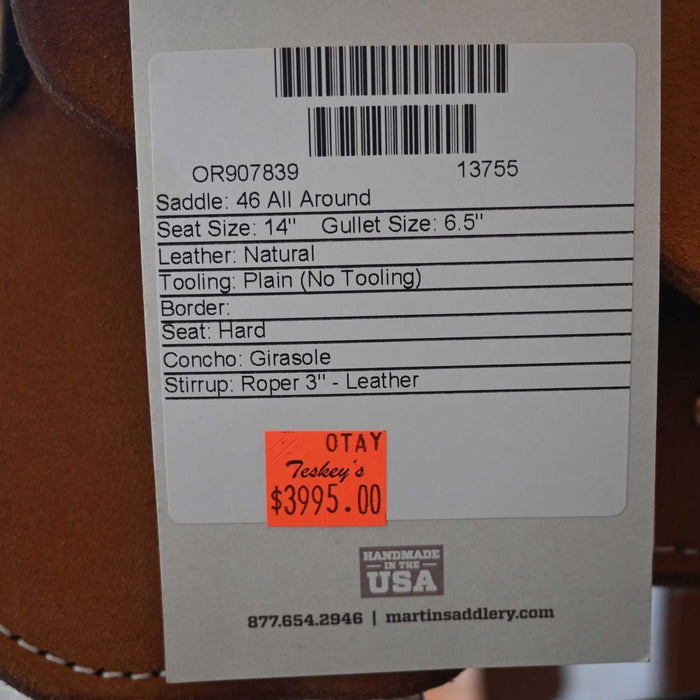 OR907839 13755
Saddle: 46 All Around
Seat Size: 14" Gullet Size: 6.5"
Leather: Natural
Tooling: Plain (No Tooling)
Border:
Seat: Hard
Concho: Girasole
Stirrup: Roper 3" - Leather
OTAY
Teskey's
$3995.00
HANDMADE
IN THE
USA
877.654.2946 | martinsaddlery.com